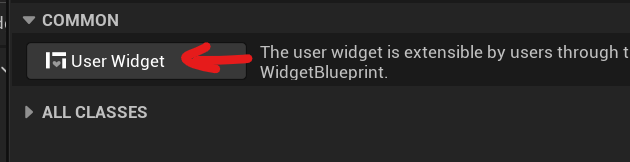 COMMON
User Widget
The user widget is extensible by users through
WidgetBlueprint.
ALL CLASSES